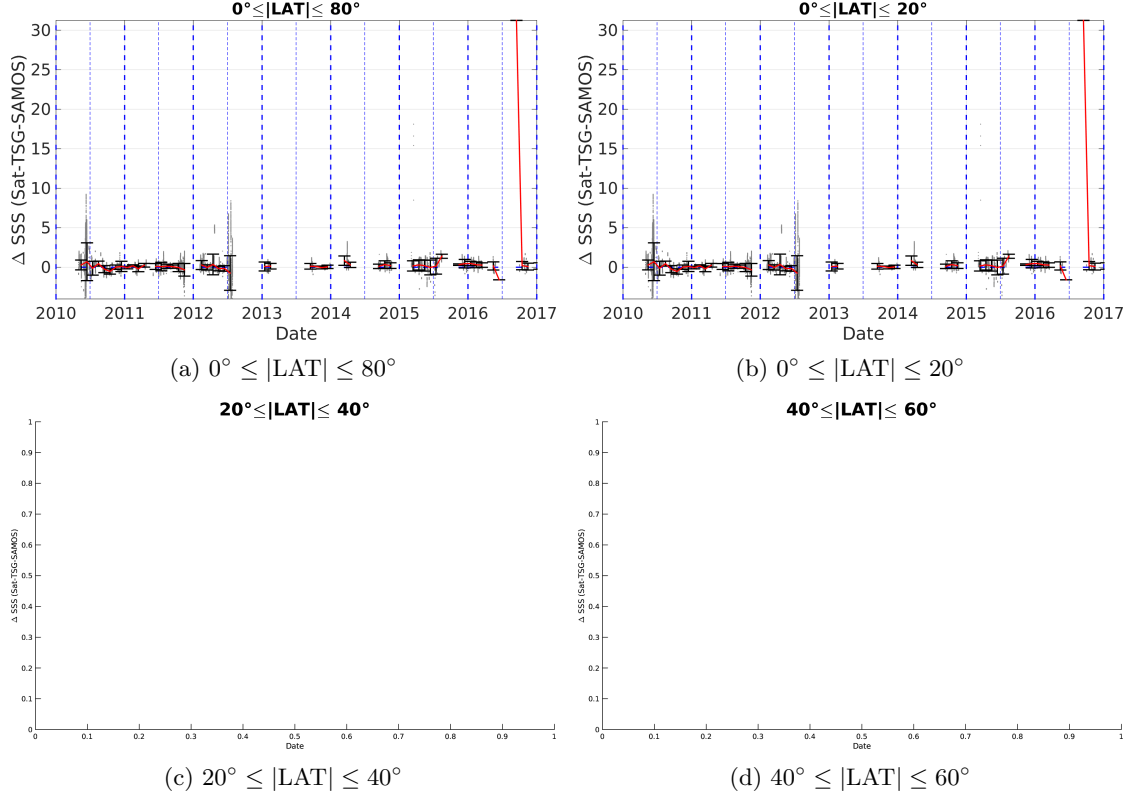 0°≤|LAT|≤ 80°
0°≤|LAT|≤ 20°
Δ SSS (Sat-TSG-SAMOS)
30
25
20
15
10
5
0
2010 2011 2012 2013 2014 2015 2016 2017
Date
Δ SSS (Sat-TSG-SAMOS)
30
25
20
15
10
5
0
2010 2011 2012 2013 2014 2015 2016 2017
Date
(a) 0° ≤ |LAT| ≤ 80°
(b) 0° ≤ |LAT| ≤ 20°
20°≤|LAT|≤ 40°
40°≤|LAT|≤ 60°
Δ SSS (Sat-TSG-SAMOS)
1
0.9
0.8
0.7
0.6
0.5
0.4
0.3
0.2
0.1
0
0 0.1 0.2 0.3 0.4 0.5 0.6 0.7 0.8 0.9 1
Date
Δ SSS (Sat-TSG-SAMOS)
1
0.9
0.8
0.7
0.6
0.5
0.4
0.3
0.2
0.1
0
0 0.1 0.2 0.3 0.4 0.5 0.6 0.7 0.8 0.9 1
Date
(c) 20° ≤ |LAT| ≤ 40°
(d) 40° ≤ |LAT| ≤ 60°